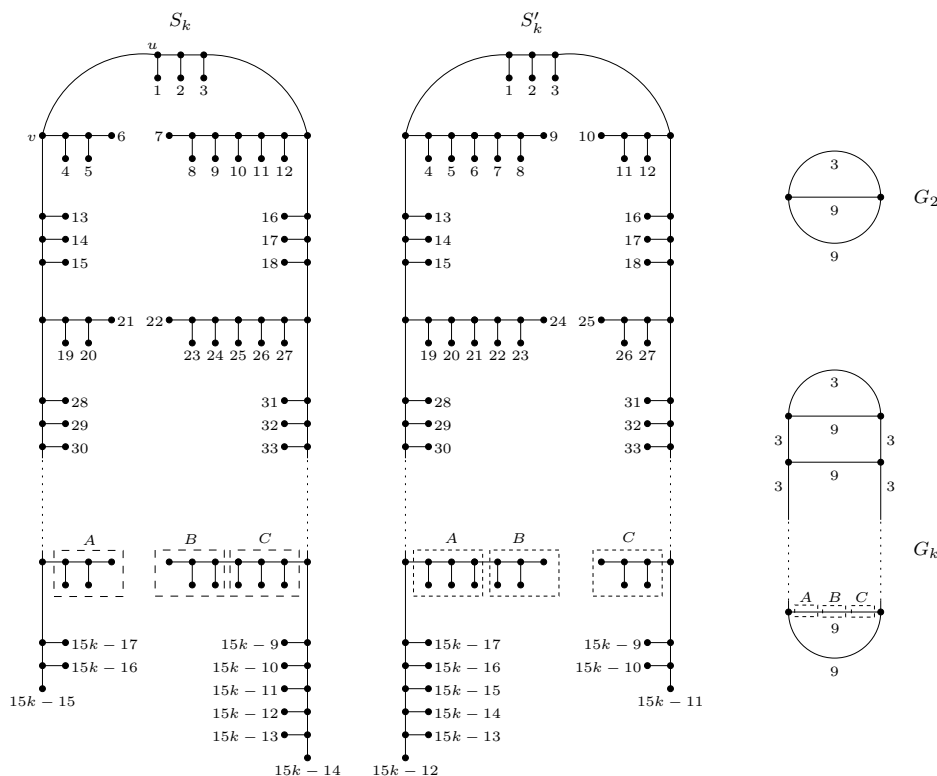 S_k S'_k
u
1 2 3 1 2 3
v 6 7 9 10
4 5 8 9 10 11 12 4 5 6 7 8 11 12
3
9
9
G_2
13 16 13 16
14 17 14 17
15 18 15 18
21 22 24 25
19 20 23 24 25 26 27 19 20 21 22 23 26 27
28 31 28 31
29 32 29 32
30 33 30 33
3
9
3 3
3 3
G_k
A B C A B C
A B C
9
9
15k − 17 15k − 9 15k − 17 15k − 9
15k − 16 15k − 10 15k − 16 15k − 10
15k − 15 15k − 11 15k − 15 15k − 11
15k − 12 15k − 14
15k − 13 15k − 13
15k − 14 15k − 12